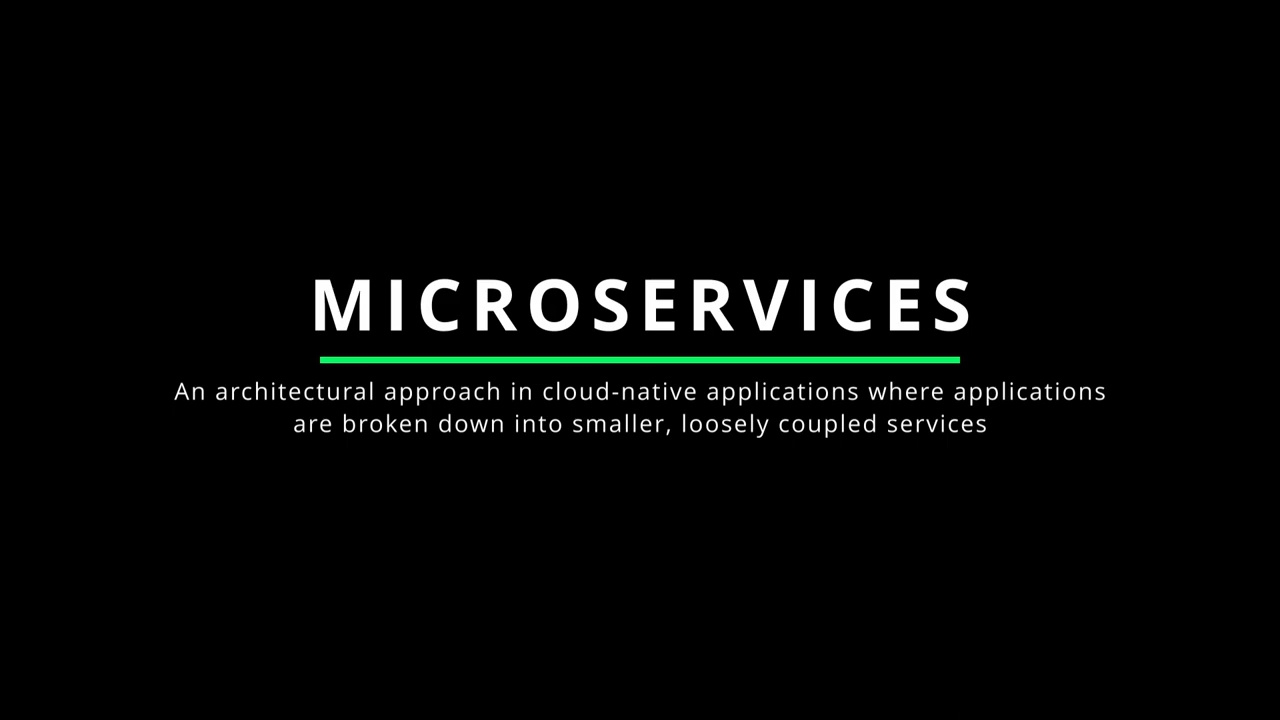 MICROSERVICES
An architectural approach in cloud-native applications where applications
are broken down into smaller, loosely coupled services